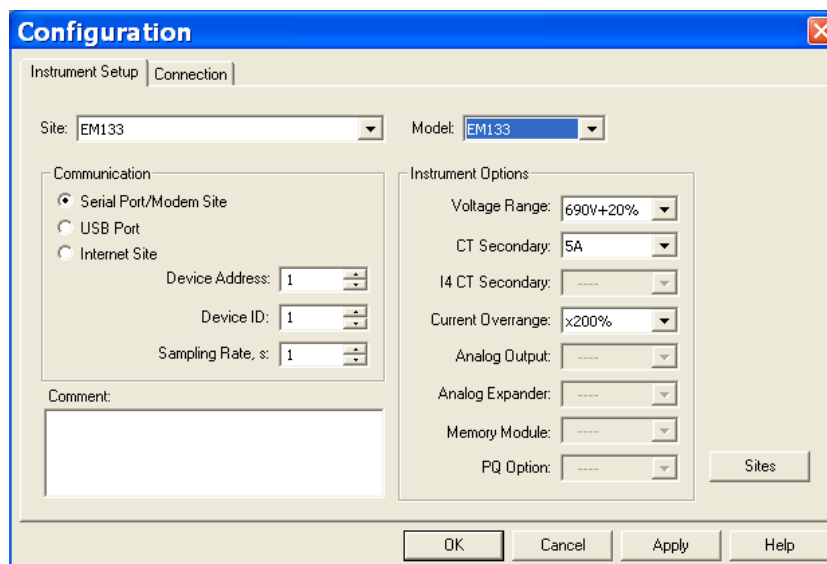 Configuration
Instrument Setup Connection
Site: EM133 Model: EM133
Communication
Serial Port/Modem Site
USB Port
Internet Site
Device Address: 1
Device ID: 1
Sampling Rate, s: 1
Comment:
Instrument Options
Voltage Range: 690V+20%
CT Secondary: 5A
I4 CT Secondary: ----
Current Overrange: x200%
Analog Output: ----
Analog Expander: ----
Memory Module: ----
PQ Option: ----
Sites
OK Cancel Apply Help